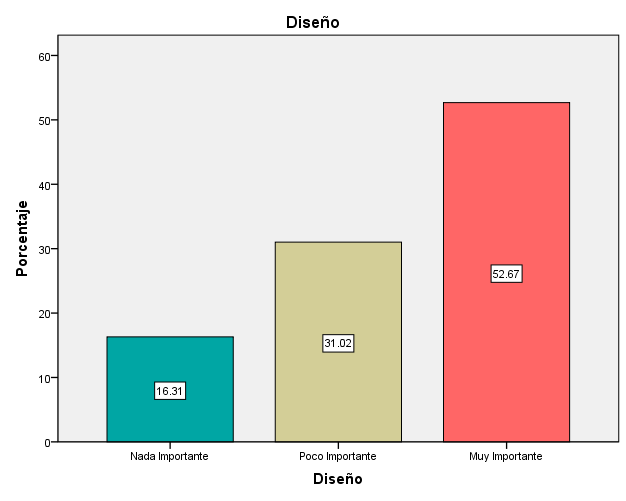 Diseño
Porcentaje
60
50
40
30
20
10
0
16.31
31.02
52.67
Nada Importante
Poco Importante
Muy Importante
Diseño